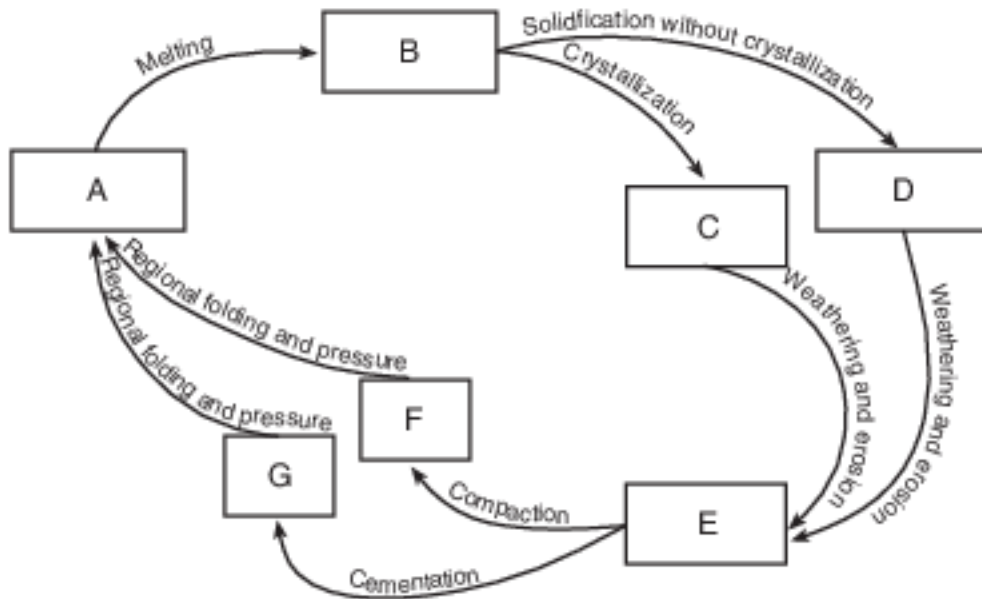 B
Solidfication without crystallization
Melting
Crystallization
A
D
C
Regional folding and pressure
Regional folding and pressure
Weathering and erosion
Weathering and erosion
F
G
Compaction
E
Cementation